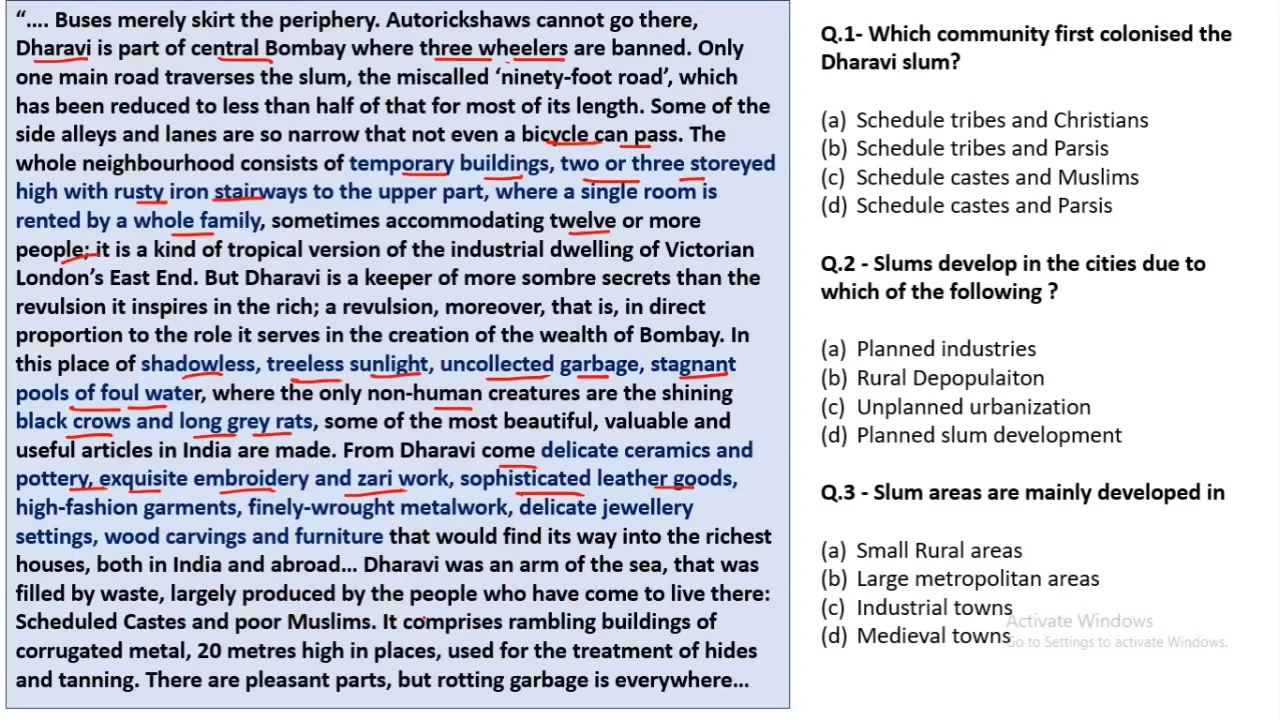 “.... Buses merely skirt the periphery. Autorickshaws cannot go there,
Dharavi is part of central Bombay where three wheelers are banned. Only
one main road traverses the slum, the miscalled ‘ninety-foot road’, which
has been reduced to less than half of that for most of its length. Some of the
side alleys and lanes are so narrow that not even a bicycle can pass. The
whole neighbourhood consists of temporary buildings, two or three storeyed
high with rusty iron stairways to the upper part, where a single room is
rented by a whole family, sometimes accommodating twelve or more
people; it is a kind of tropical version of the industrial dwelling of Victorian
London’s East End. But Dharavi is a keeper of more sombre secrets than the
revulsion it inspires in the rich; a revulsion, moreover, that is, in direct
proportion to the role it serves in the creation of the wealth of Bombay. In
this place of shadowless, treeless sunlight, uncollected garbage, stagnant
pools of foul water, where the only non-human creatures are the shining
black crows and long grey rats, some of the most beautiful, valuable and
useful articles in India are made. From Dharavi come delicate ceramics and
pottery, exquisite embroidery and zari work, sophisticated leather goods,
high-fashion garments, finely-wrought metalwork, delicate jewellery
settings, wood carvings and furniture that would find its way into the richest
houses, both in India and abroad... Dharavi was an arm of the sea, that was
filled by waste, largely produced by the people who have come to live there:
Scheduled Castes and poor Muslims. It comprises rambling buildings of
corrugated metal, 20 metres high in places, used for the treatment of hides
and tanning. There are pleasant parts, but rotting garbage is everywhere...
Q.1- Which community first colonised the
Dharavi slum?
(a) Schedule tribes and Christians
(b) Schedule tribes and Parsis
(c) Schedule castes and Muslims
(d) Schedule castes and Parsis
Q.2 - Slums develop in the cities due to
which of the following ?
(a) Planned industries
(b) Rural Depopulaiton
(c) Unplanned urbanization
(d) Planned slum development
Q.3 - Slum areas are mainly developed in
(a) Small Rural areas
(b) Large metropolitan areas
(c) Industrial towns
(d) Medieval towns
Activate Windows
Go to Settings to activate Windows.